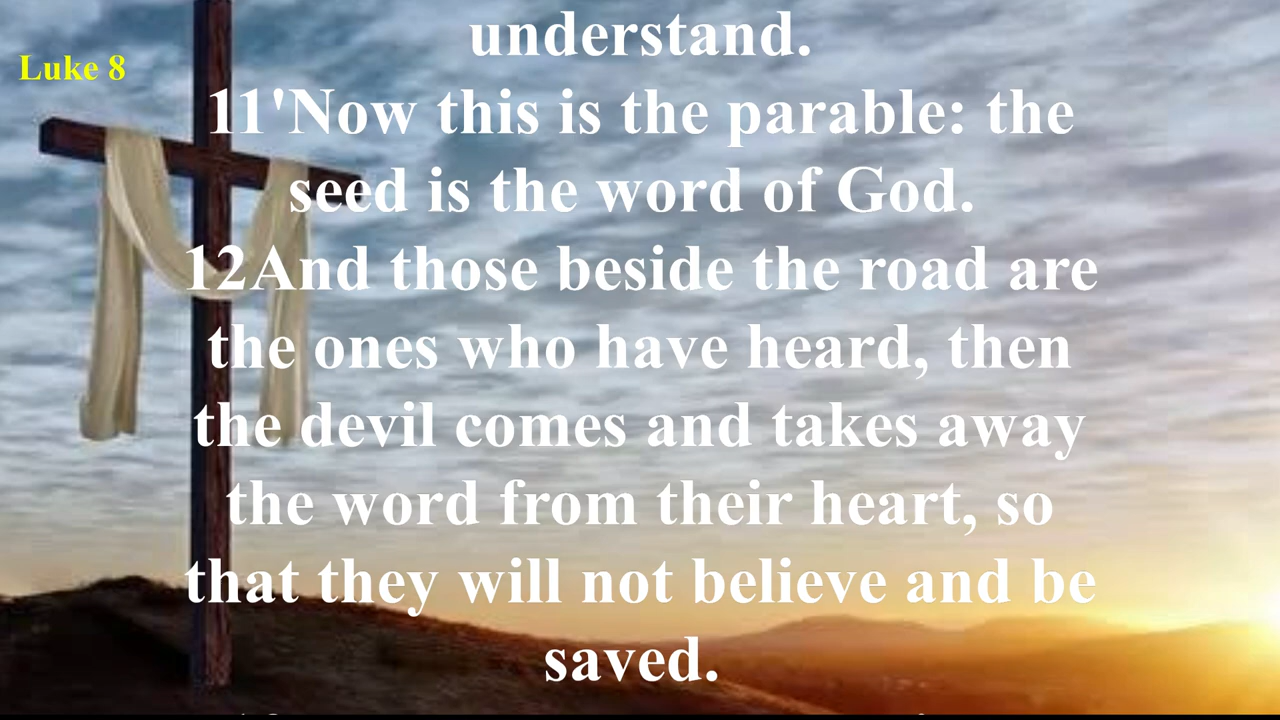 understand.
Luke 8
11'Now this is the parable: the
seed is the word of God.
12And those beside the road are
the ones who have heard, then
the devil comes and takes away
the word from their heart, so
that they will not believe and be
saved.